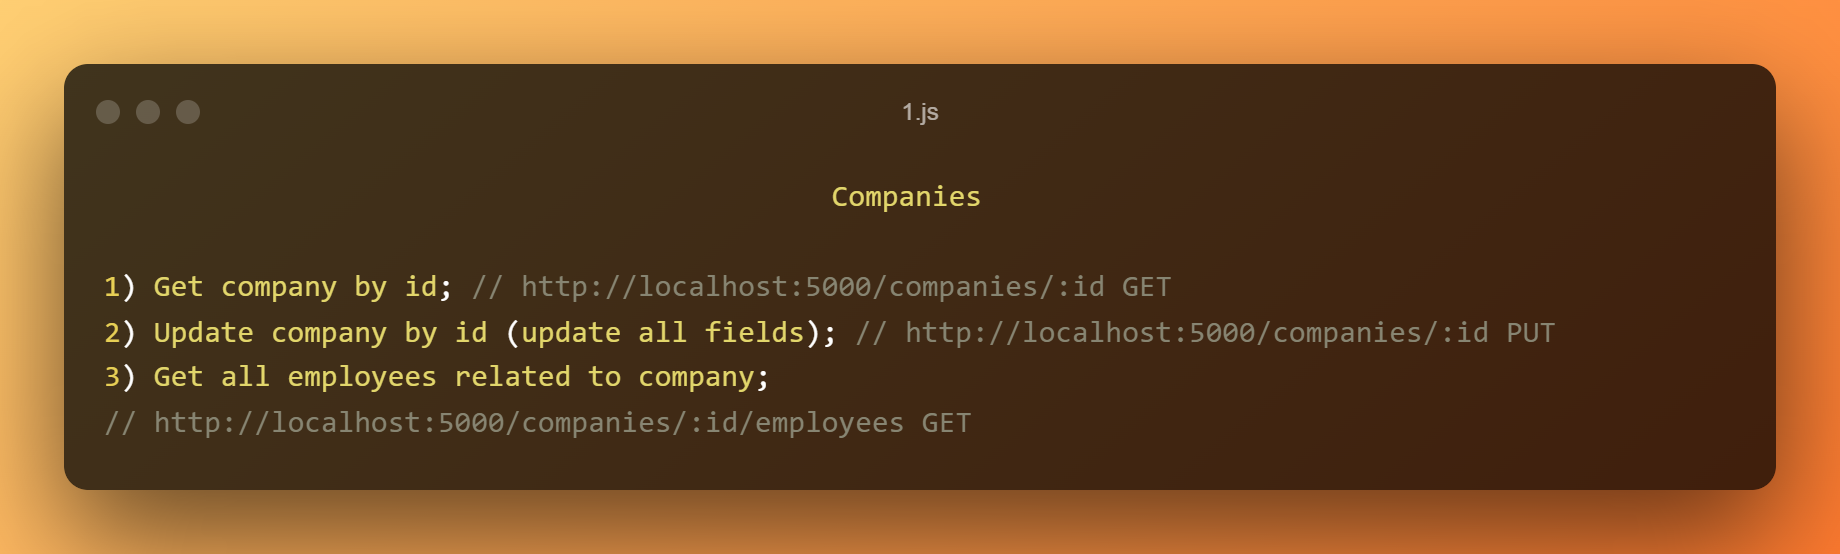 1.js
Companies
1) Get company by id; // http://localhost:5000/companies/:id GET
2) Update company by id (update all fields); // http://localhost:5000/companies/:id PUT
3) Get all employees related to company;
// http://localhost:5000/companies/:id/employees GET